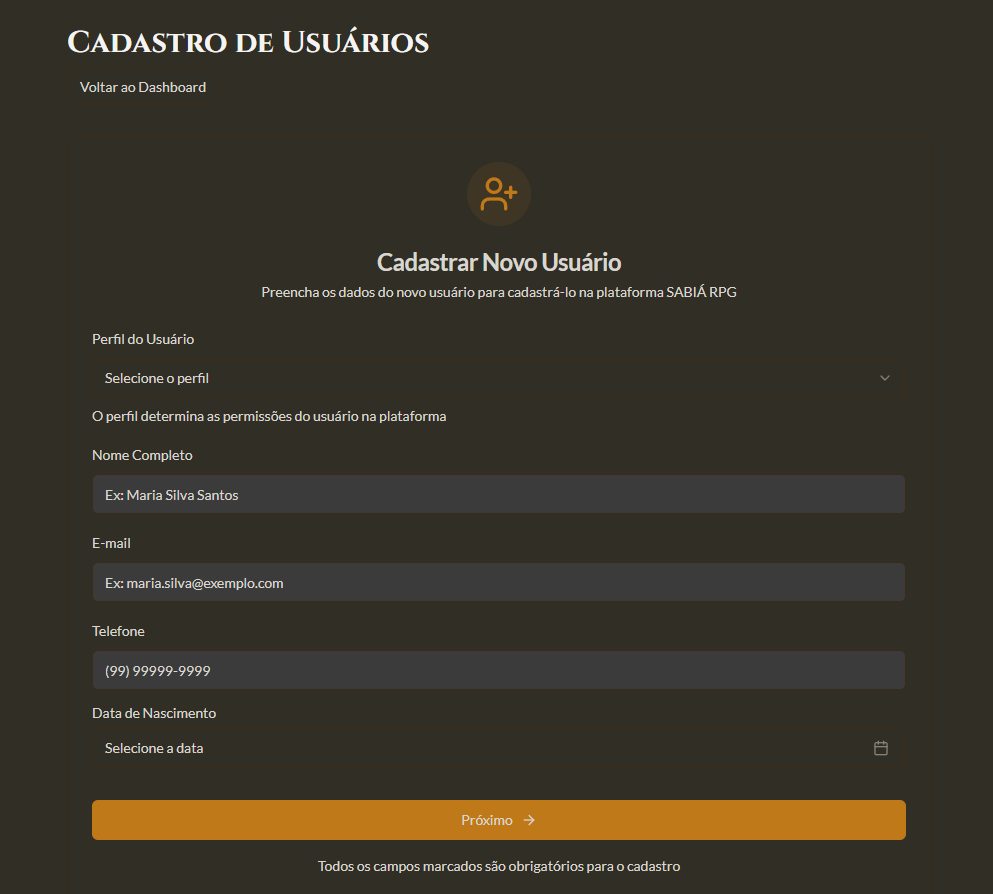 Cadastro de Usuários
Voltar ao Dashboard
Cadastrar Novo Usuário
Preencha os dados do novo usuário para cadastrá-lo na plataforma SABIÁ RPG
Perfil do Usuário
Selecione o perfil
O perfil determina as permissões do usuário na plataforma
Nome Completo
Ex: Maria Silva Santos
E-mail
Ex: maria.silva@exemplo.com
Telefone
(99) 99999-9999
Data de Nascimento
Selecione a data
Próximo →
Todos os campos marcados são obrigatórios para o cadastro